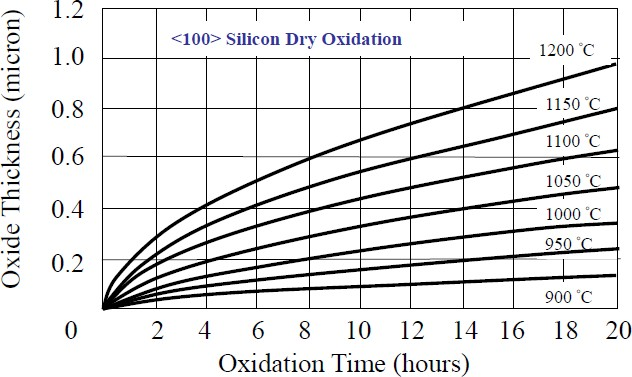 1.2
<100> Silicon Dry Oxidation
1200 °C
1.0
1150 °C
0.8
1100 °C
0.6
1050 °C
0.4
1000 °C
950 °C
0.2
900 °C
0 2 4 6 8 10 12 14 16 18 20
Oxide Thickness (micron)
Oxidation Time (hours)